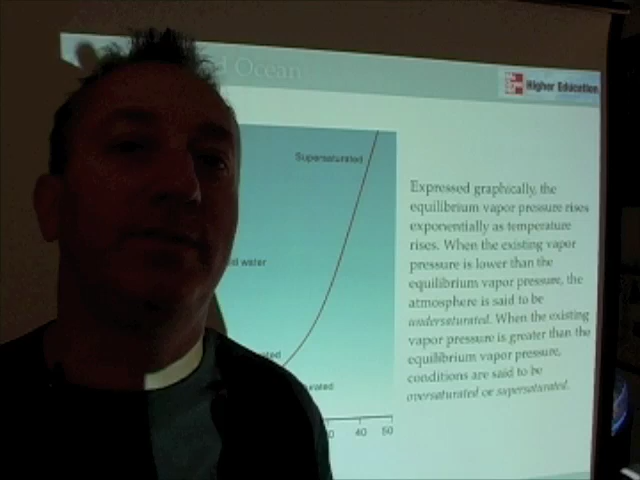 Ocean
Higher Education
Supersaturated
Expressed graphically, the
equilibrium vapor pressure rises
exponentially as temperature
rises. When the existing vapor
pressure is lower than the
equilibrium vapor pressure, the
atmosphere is said to be
undersaturated. When the existing
vapor pressure is greater than the
equilibrium vapor pressure,
conditions are said to be
oversaturated or supersaturated.
water
40 50